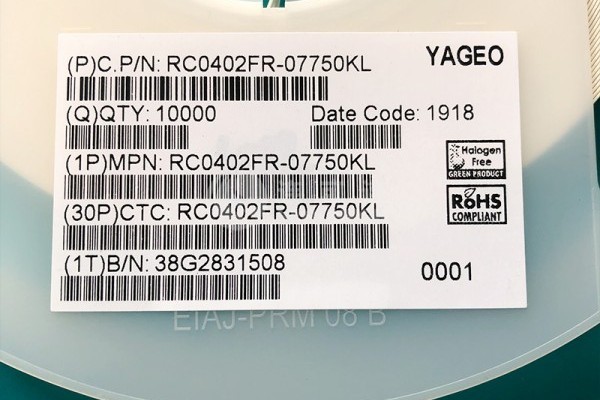 (P)C.P/N: RC0402FR-07750KL
YAGEO
(Q)QTY: 10000
Date Code: 1918
(1P)MPN: RC0402FR-07750KL
Halogen
Free
GREEN PRODUCT
(30P)CTC: RC0402FR-07750KL
RoHS
COMPLIANT
(1T)B/N: 38G2831508
0001
EIAJ-PRM 08 B